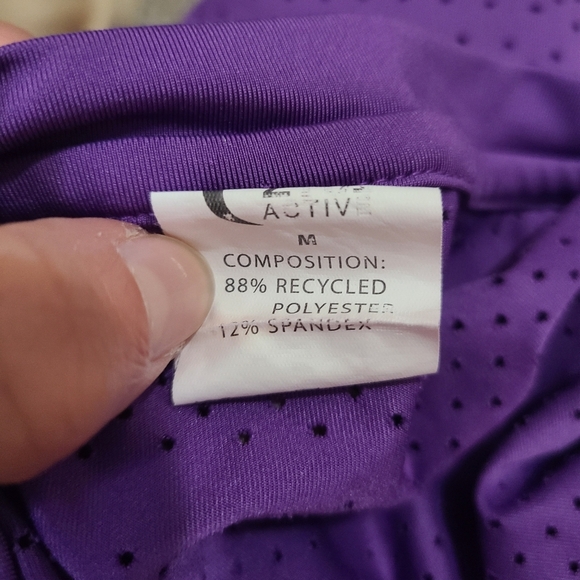 ACTIVE
M
COMPOSITION:
88% RECYCLED
POLYESTER
12% SPANDEX